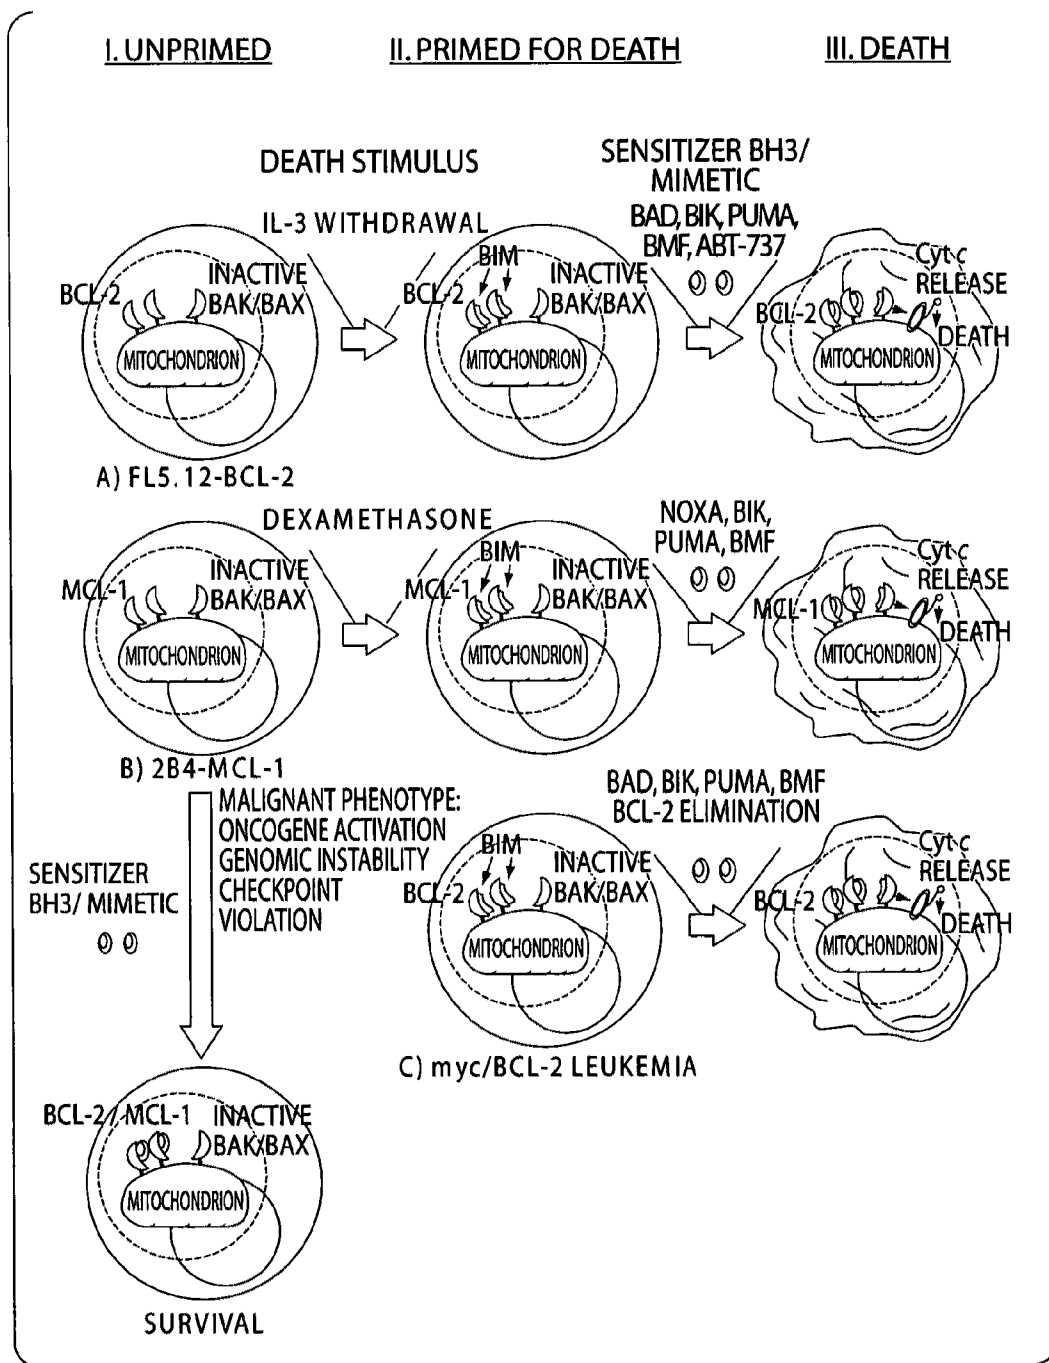 I. UNPRIMED
II. PRIMED FOR DEATH
III. DEATH
DEATH STIMULUS
IL-3 WITHDRAWAL
SENSITIZER BH3/
MIMETIC
BAD, BIK, PUMA,
BMF, ABT-737
BCL-2
INACTIVE
BAK/BAX
MITOCHONDRION
BIM
BCL-2
INACTIVE
BAK/BAX
MITOCHONDRION
Cyt c
RELEASE
BCL-2
DEATH
MITOCHONDRION
A) FL5.12-BCL-2
DEXAMETHASONE
NOXA, BIK,
PUMA, BMF
MCL-1
INACTIVE
BAK/BAX
MITOCHONDRION
BIM
MCL-1
INACTIVE
BAK/BAX
MITOCHONDRION
Cyt c
RELEASE
MCL-1
DEATH
MITOCHONDRION
B) 2B4-MCL-1
SENSITIZER
BH3/ MIMETIC
MALIGNANT PHENOTYPE:
ONCOGENE ACTIVATION
GENOMIC INSTABILITY
CHECKPOINT
VIOLATION
BAD, BIK, PUMA, BMF
BCL-2 ELIMINATION
BIM
BCL-2
INACTIVE
BAK/BAX
MITOCHONDRION
Cyt c
RELEASE
BCL-2
DEATH
MITOCHONDRION
C) myc/BCL-2 LEUKEMIA
BCL-2/MCL-1
INACTIVE
BAK/BAX
MITOCHONDRION
SURVIVAL